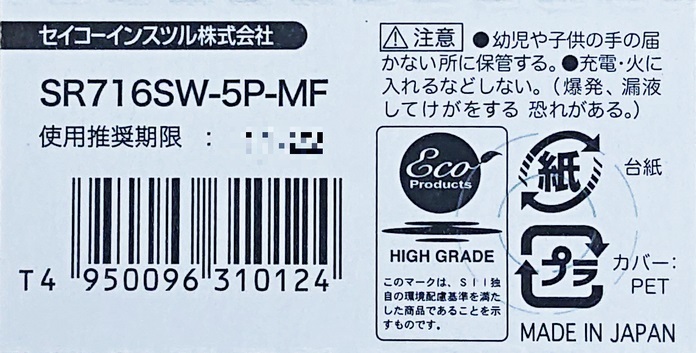 セイコーインスツル株式会社
SR716SW-5P-MF
使用推奨期限 :
T4 950096 310124
注意 ●幼児や子供の手の届
かない所に保管する。●充電・火に
入れるなどしない。(爆発、漏液
してけがをする 恐れがある。)
Eco
Products
HIGH GRADE
このマークは、SII独
自の環境配慮基準を満た
した商品であることを示
すものです。
紙
台紙
プラ
カバー:
PET
MADE IN JAPAN